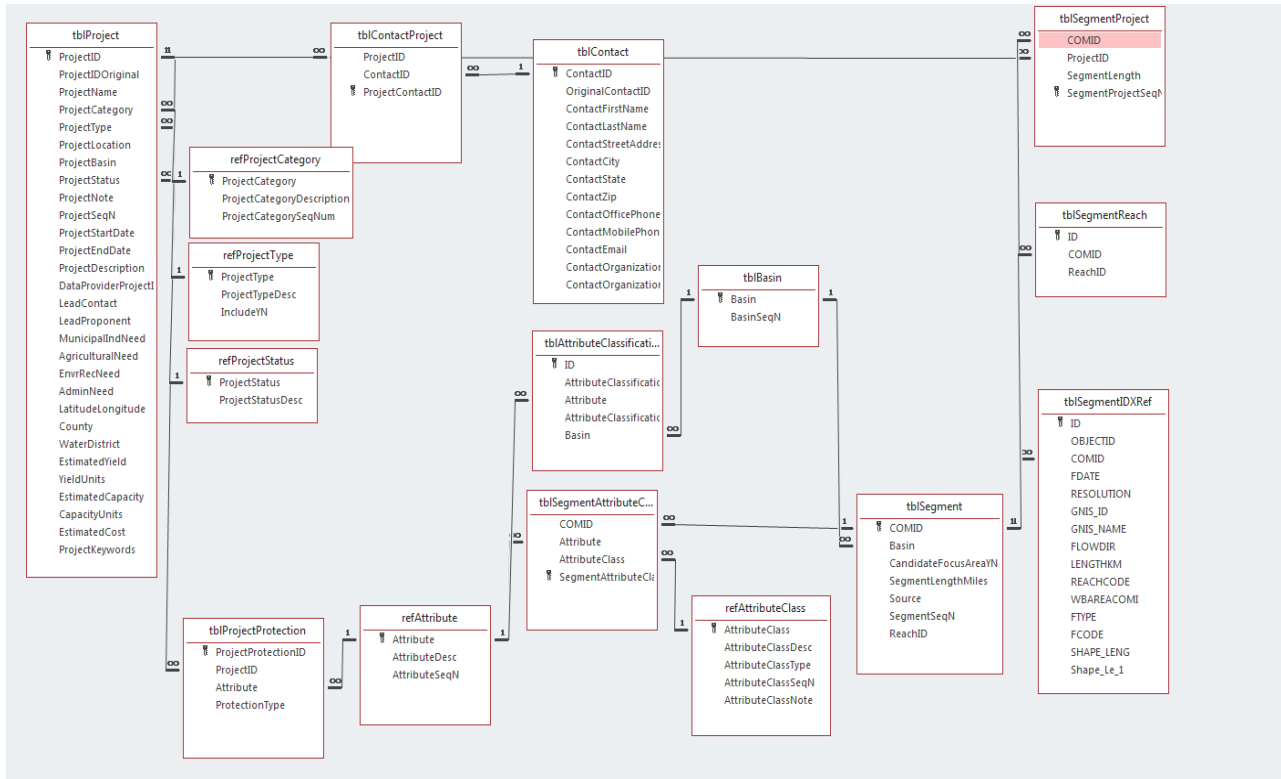 tblProject
ProjectID
ProjectIDOriginal
ProjectName
ProjectCategory
ProjectType
ProjectLocation
ProjectBasin
ProjectStatus
ProjectNote
ProjectSeqN
ProjectStartDate
ProjectEndDate
ProjectDescription
DataProviderProjectI
LeadContact
LeadProponent
MunicipalIndNeed
AgriculturalNeed
EnvrRecNeed
AdminNeed
LatitudeLongitude
County
WaterDistrict
EstimatedYield
YieldUnits
EstimatedCapacity
CapacityUnits
EstimatedCost
ProjectKeywords
tblContactProject
ProjectID
ContactID
ProjectContactID
refProjectCategory
ProjectCategory
ProjectCategoryDescription
ProjectCategorySeqNum
refProjectType
ProjectType
ProjectTypeDesc
IncludeYN
refProjectStatus
ProjectStatus
ProjectStatusDesc
tblProjectProtection
ProjectProtectionID
ProjectID
Attribute
ProtectionType
refAttribute
Attribute
AttributeDesc
AttributeSeqN
tblContact
ContactID
OriginalContactID
ContactFirstName
ContactLastName
ContactStreetAddres
ContactCity
ContactState
ContactZip
ContactOfficePhone
ContactMobilePhon
ContactEmail
ContactOrganization
ContactOrganization
tblAttributeClassificati...
ID
AttributeClassificatic
Attribute
AttributeClassificatic
Basin
tblSegmentAttributeC...
COMID
Attribute
AttributeClass
SegmentAttributeCla
tblBasin
Basin
BasinSeqN
refAttributeClass
AttributeClass
AttributeClassDesc
AttributeClassType
AttributeClassSeqN
AttributeClassNote
tblSegment
COMID
Basin
CandidateFocusAreaYN
SegmentLengthMiles
Source
SegmentSeqN
ReachID
tblSegmentProject
COMID
ProjectID
SegmentLength
SegmentProjectSeqN
tblSegmentReach
ID
COMID
ReachID
tblSegmentIDXRef
ID
OBJECTID
COMID
FDATE
RESOLUTION
GNIS_ID
GNIS_NAME
FLOWDIR
LENGTHKM
REACHCODE
WBAREACOMI
FTYPE
FCODE
SHAPE_LENG
Shape_Le_1